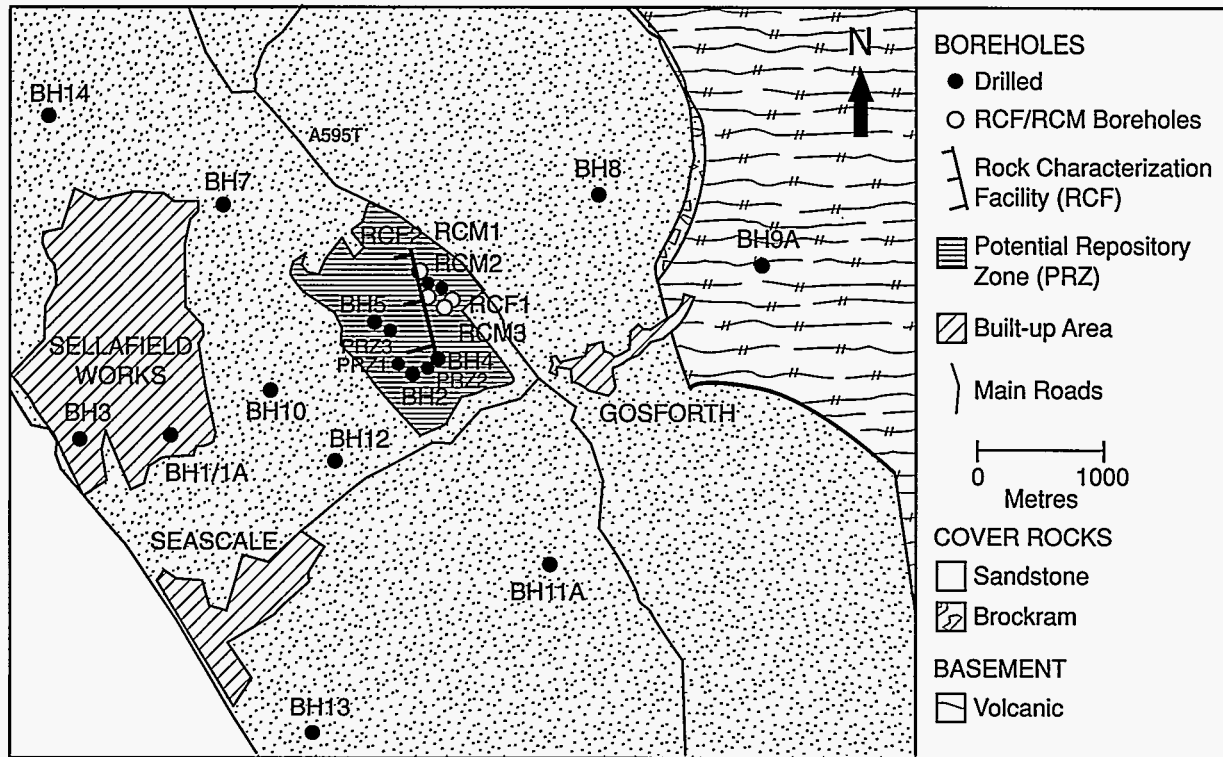 BH14
A595T
N
BH7
BH8
BH9A
RCF2
RCM1
RCM2
BH5
RCF1
RCM3
PRZ3
PRZ1
BH4
PRZ2
BH2
SELLAFIELD
WORKS
BH3
BH10
GOSFORTH
BH12
BH1/1A
SEASCALE
BH11A
BH13
BOREHOLES
Drilled
RCF/RCM Boreholes
Rock Characterization
Facility (RCF)
Potential Repository
Zone (PRZ)
Built-up Area
Main Roads
0 1000
Metres
COVER ROCKS
Sandstone
Brockram
BASEMENT
Volcanic